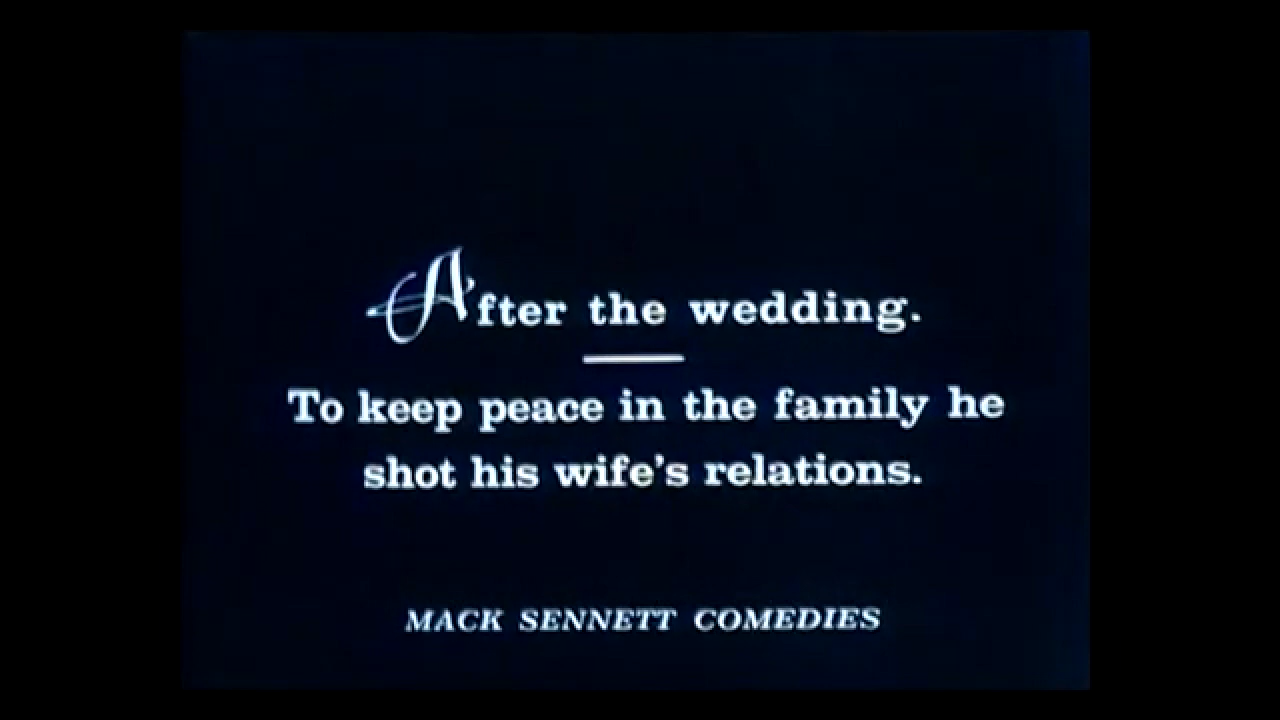 After the wedding.
To keep peace in the family he
shot his wife's relations.
MACK SENNETT COMEDIES